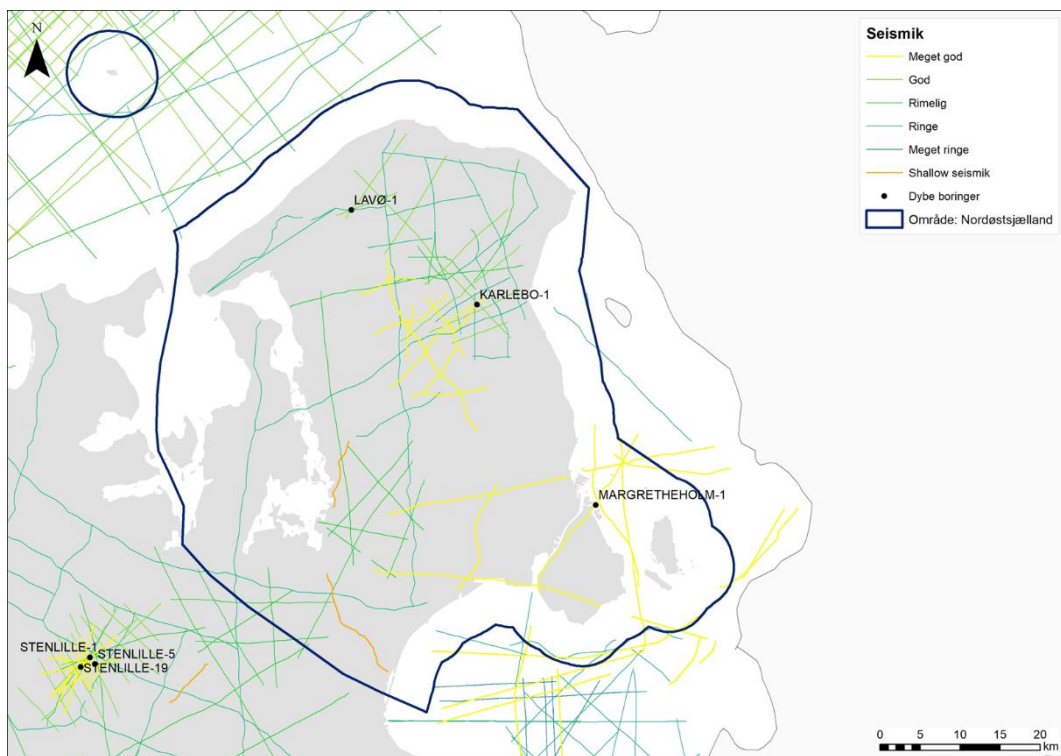 N
Seismik
Meget god
God
Rimelig
Ringe
Meget ringe
Shallow seismik
Dybe boringer
Område: Nordøstsjælland
LAVØ-1
KARLEBO-1
MARGRETHEHOLM-1
STENLILLE-1
STENLILLE-5
STENLILLE-19
0 5 10 20
km